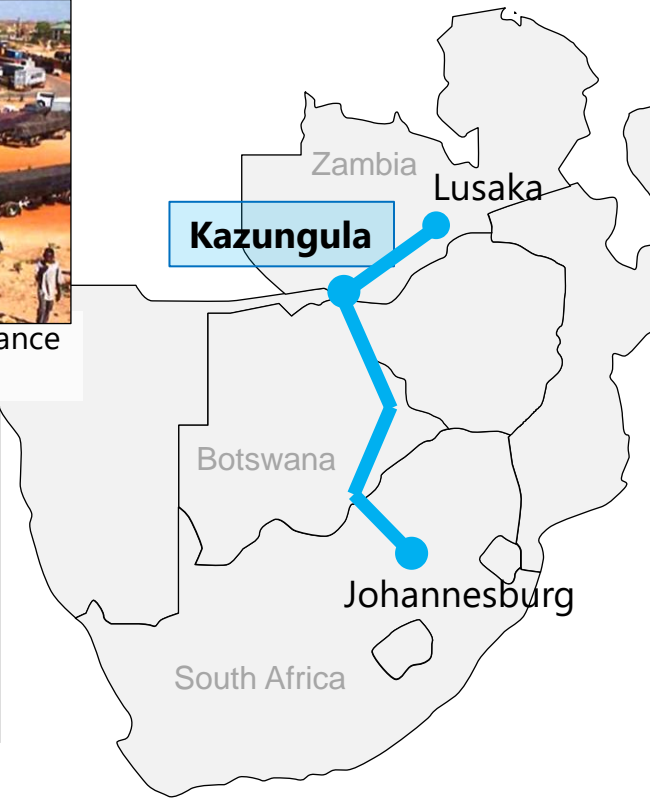 Zambia
Lusaka
Kazungula
ance
Botswana
Johannesburg
South Africa